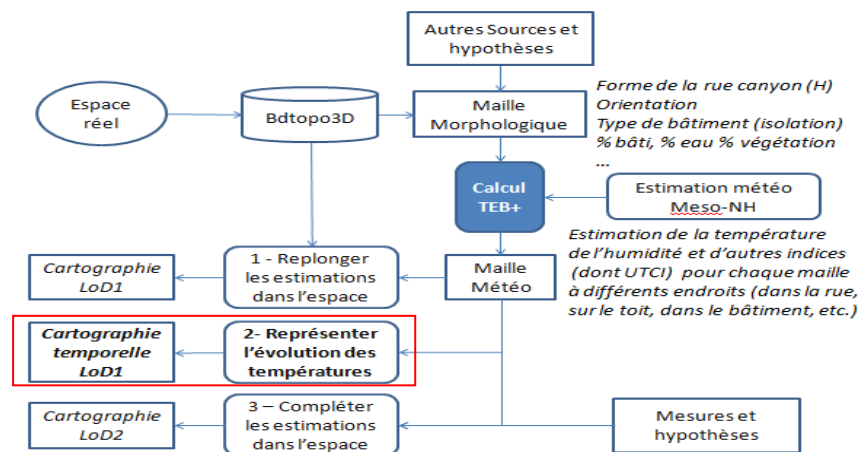 Autres Sources et
hypothèses
Espace
réel
Bdtopo3D
Maille
Morphologique
Forme de la rue canyon (H)
Orientation
Type de bâtiment (isolation)
% bâti, % eau % végétation
...
Calcul
TEB+
Estimation météo
Meso-NH
Estimation de la température
de l'humidité et d'autres indices
(dont UTCI) pour chaque maille
à différents endroits (dans la rue,
sur le toit, dans le bâtiment, etc.)
Cartographie
LoD1
1 - Replonger
les estimations
dans l'espace
Maille
Météo
Cartographie
temporelle
LoD1
2- Représenter
l'évolution des
températures
Cartographie
LoD2
3 – Compléter
les estimations
dans l'espace
Mesures et
hypothèses